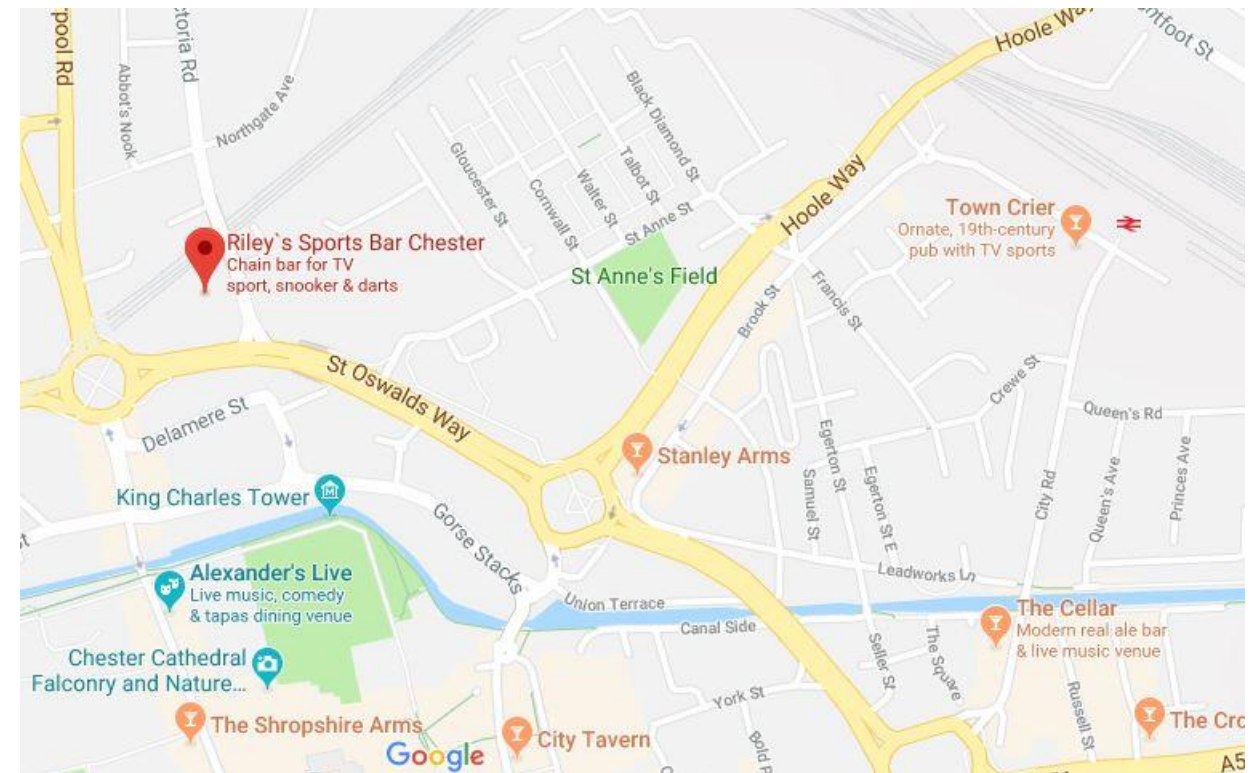 pool Rd
Abbot's Nook
toria Rd
Northgate Ave
Gloucester St
Cornwall St
Walter St
Talbot St
Black Diamond St
St Anne St
Hoole Way
Hoole Wa
ntfoot St
Riley`s Sports Bar Chester
Chain bar for TV
sport, snooker & darts
St Anne's Field
Hoole Way
Town Crier
Ornate, 19th-century
pub with TV sports
Brook St
Francis St
Crewe St
Queen's Rd
St Oswalds Way
Delamere St
Stanley Arms
Egerton St
Samuel St
Egerton St E
City Rd
Queen's Ave
Princes Ave
King Charles Tower
Gorse Stacks
St
Alexander's Live
Live music, comedy
& tapas dining venue
Leadworks Ln
Union Terrace
Canal Side
The Cellar
Modern real ale bar
& live music venue
Chester Cathedral
Falconry and Nature...
Seller St
The Square
York St
Russell St
The Shropshire Arms
City Tavern
Bold P
The Cro
Google
A5